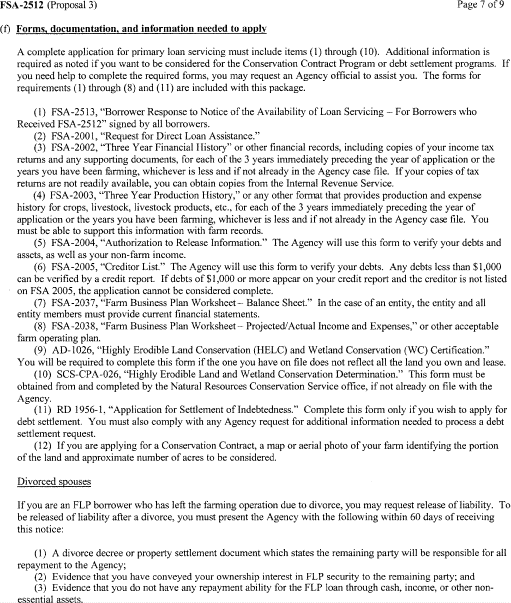 FSA-2512 (Proposal 3) Page 7 of 9
(f) Forms, documentation, and information needed to apply
A complete application for primary loan servicing must include items (1) through (10). Additional information is
required as noted if you want to be considered for the Conservation Contract Program or debt settlement programs. If
you need help to complete the required forms, you may request an Agency official to assist you. The forms for
requirements (1) through (8) and (11) are included with this package.
(1) FSA-2513, “Borrower Response to Notice of the Availability of Loan Servicing – For Borrowers who
Received FSA-2512” signed by all borrowers.
(2) FSA-2001, “Request for Direct Loan Assistance.”
(3) FSA-2002, “Three Year Financial History” or other financial records, including copies of your income tax
returns and any supporting documents, for each of the 3 years immediately preceding the year of application or the
years you have been farming, whichever is less and if not already in the Agency case file. If your copies of tax
returns are not readily available, you can obtain copies from the Internal Revenue Service.
(4) FSA-2003, “Three Year Production History,” or any other format that provides production and expense
history for crops, livestock, livestock products, etc., for each of the 3 years immediately preceding the year of
application or the years you have been farming, whichever is less and if not already in the Agency case file. You
must be able to support this information with farm records.
(5) FSA-2004, “Authorization to Release Information.” The Agency will use this form to verify your debts and
assets, as well as your non-farm income.
(6) FSA-2005, “Creditor List.” The Agency will use this form to verify your debts. Any debts less than $1,000
can be verified by a credit report. If debts of $1,000 or more appear on your credit report and the creditor is not listed
on FSA 2005, the application cannot be considered complete.
(7) FSA-2037, “Farm Business Plan Worksheet – Balance Sheet.” In the case of an entity, the entity and all
entity members must provide current financial statements.
(8) FSA-2038, “Farm Business Plan Worksheet – Projected/Actual Income and Expenses,” or other acceptable
farm operating plan.
(9) AD-1026, “Highly Erodible Land Conservation (HELC) and Wetland Conservation (WC) Certification.”
You will be required to complete this form if the one you have on file does not reflect all the land you own and lease.
(10) SCS-CPA-026, “Highly Erodible Land and Wetland Conservation Determination.” This form must be
obtained from and completed by the Natural Resources Conservation Service office, if not already on file with the
Agency.
(11) RD 1956-1, “Application for Settlement of Indebtedness.” Complete this form only if you wish to apply for
debt settlement. You must also comply with any Agency request for additional information needed to process a debt
settlement request.
(12) If you are applying for a Conservation Contract, a map or aerial photo of your farm identifying the portion
of the land and approximate number of acres to be considered.
Divorced spouses
If you are an FLP borrower who has left the farming operation due to divorce, you may request release of liability. To
be released of liability after a divorce, you must present the Agency with the following within 60 days of receiving
this notice:
(1) A divorce decree or property settlement document which states the remaining party will be responsible for all
repayment to the Agency;
(2) Evidence that you have conveyed your ownership interest in FLP security to the remaining party; and
(3) Evidence that you do not have any repayment ability for the FLP loan through cash, income, or other non-
essential assets.